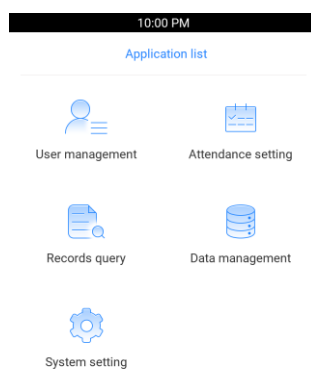 10:00 PM
Application list
User management
Attendance setting
Records query
Data management
System setting